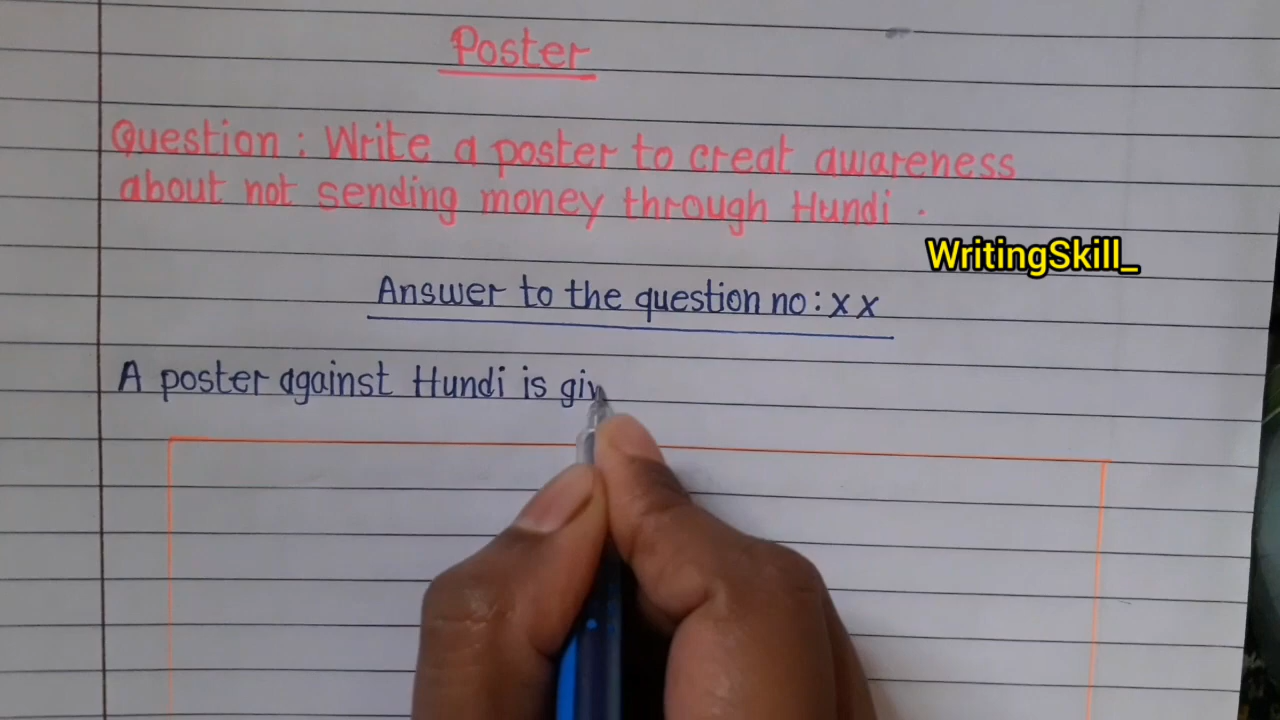 Poster
Question : Write a poster to creat awareness
about not sending money through Hundi .
WritingSkill_
Answer to the question no : x x
A poster against Hundi is giv